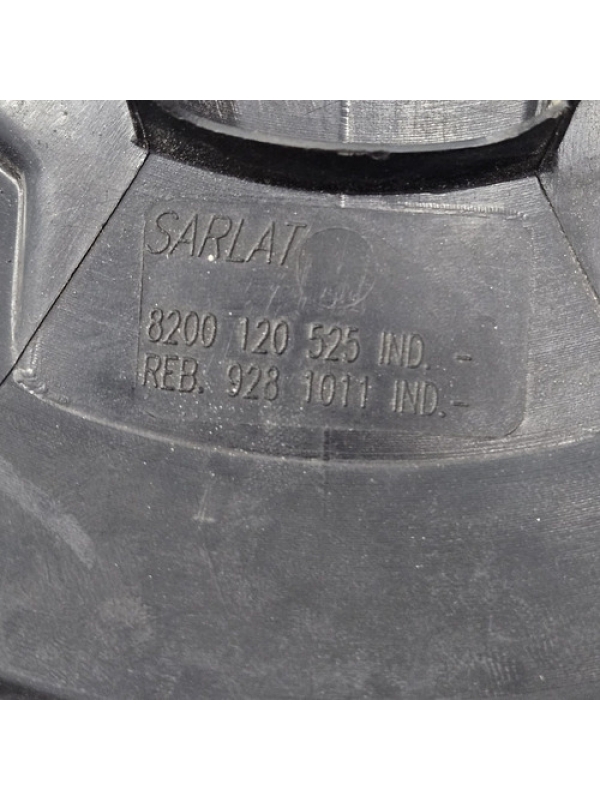 SARLAT
8200 120 525 IND. -
REB. 928 1011 IND.-